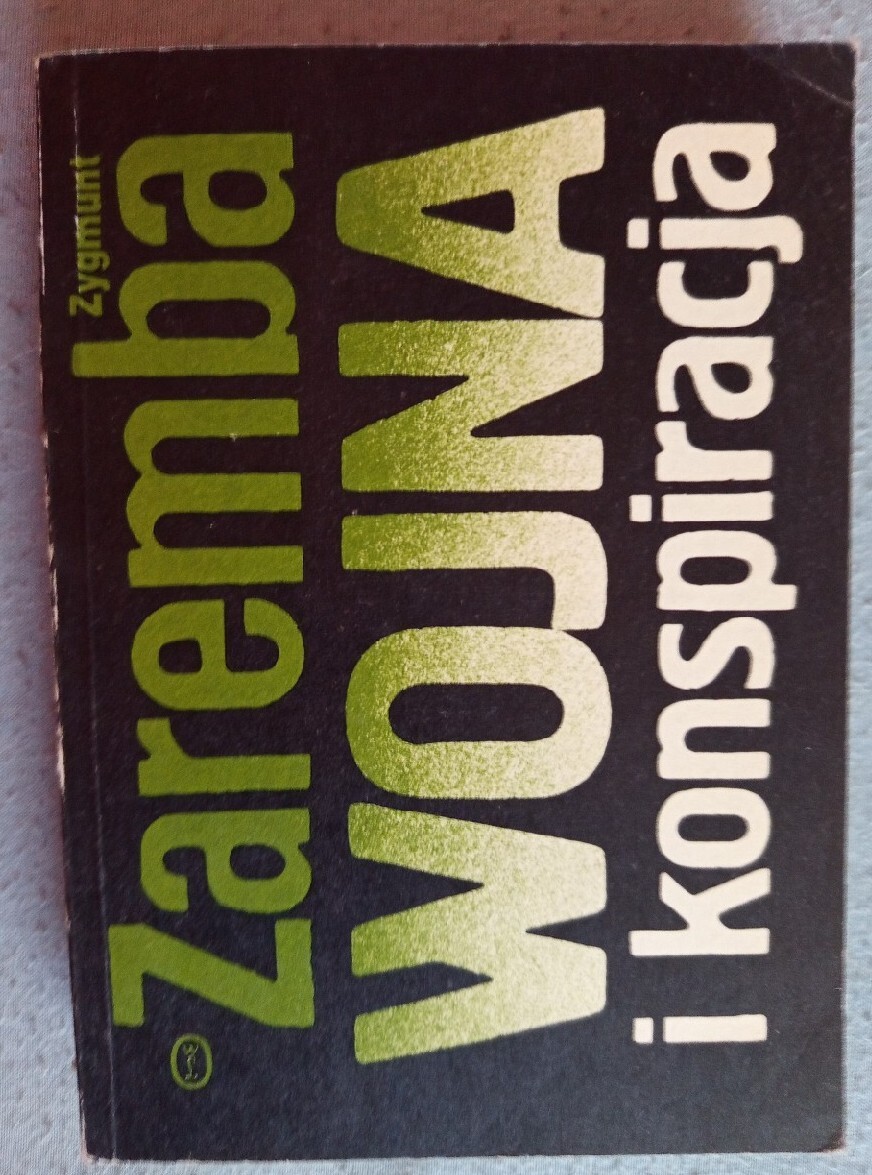 Zygmunt
Zaremba
WOJNA
i konspiracja